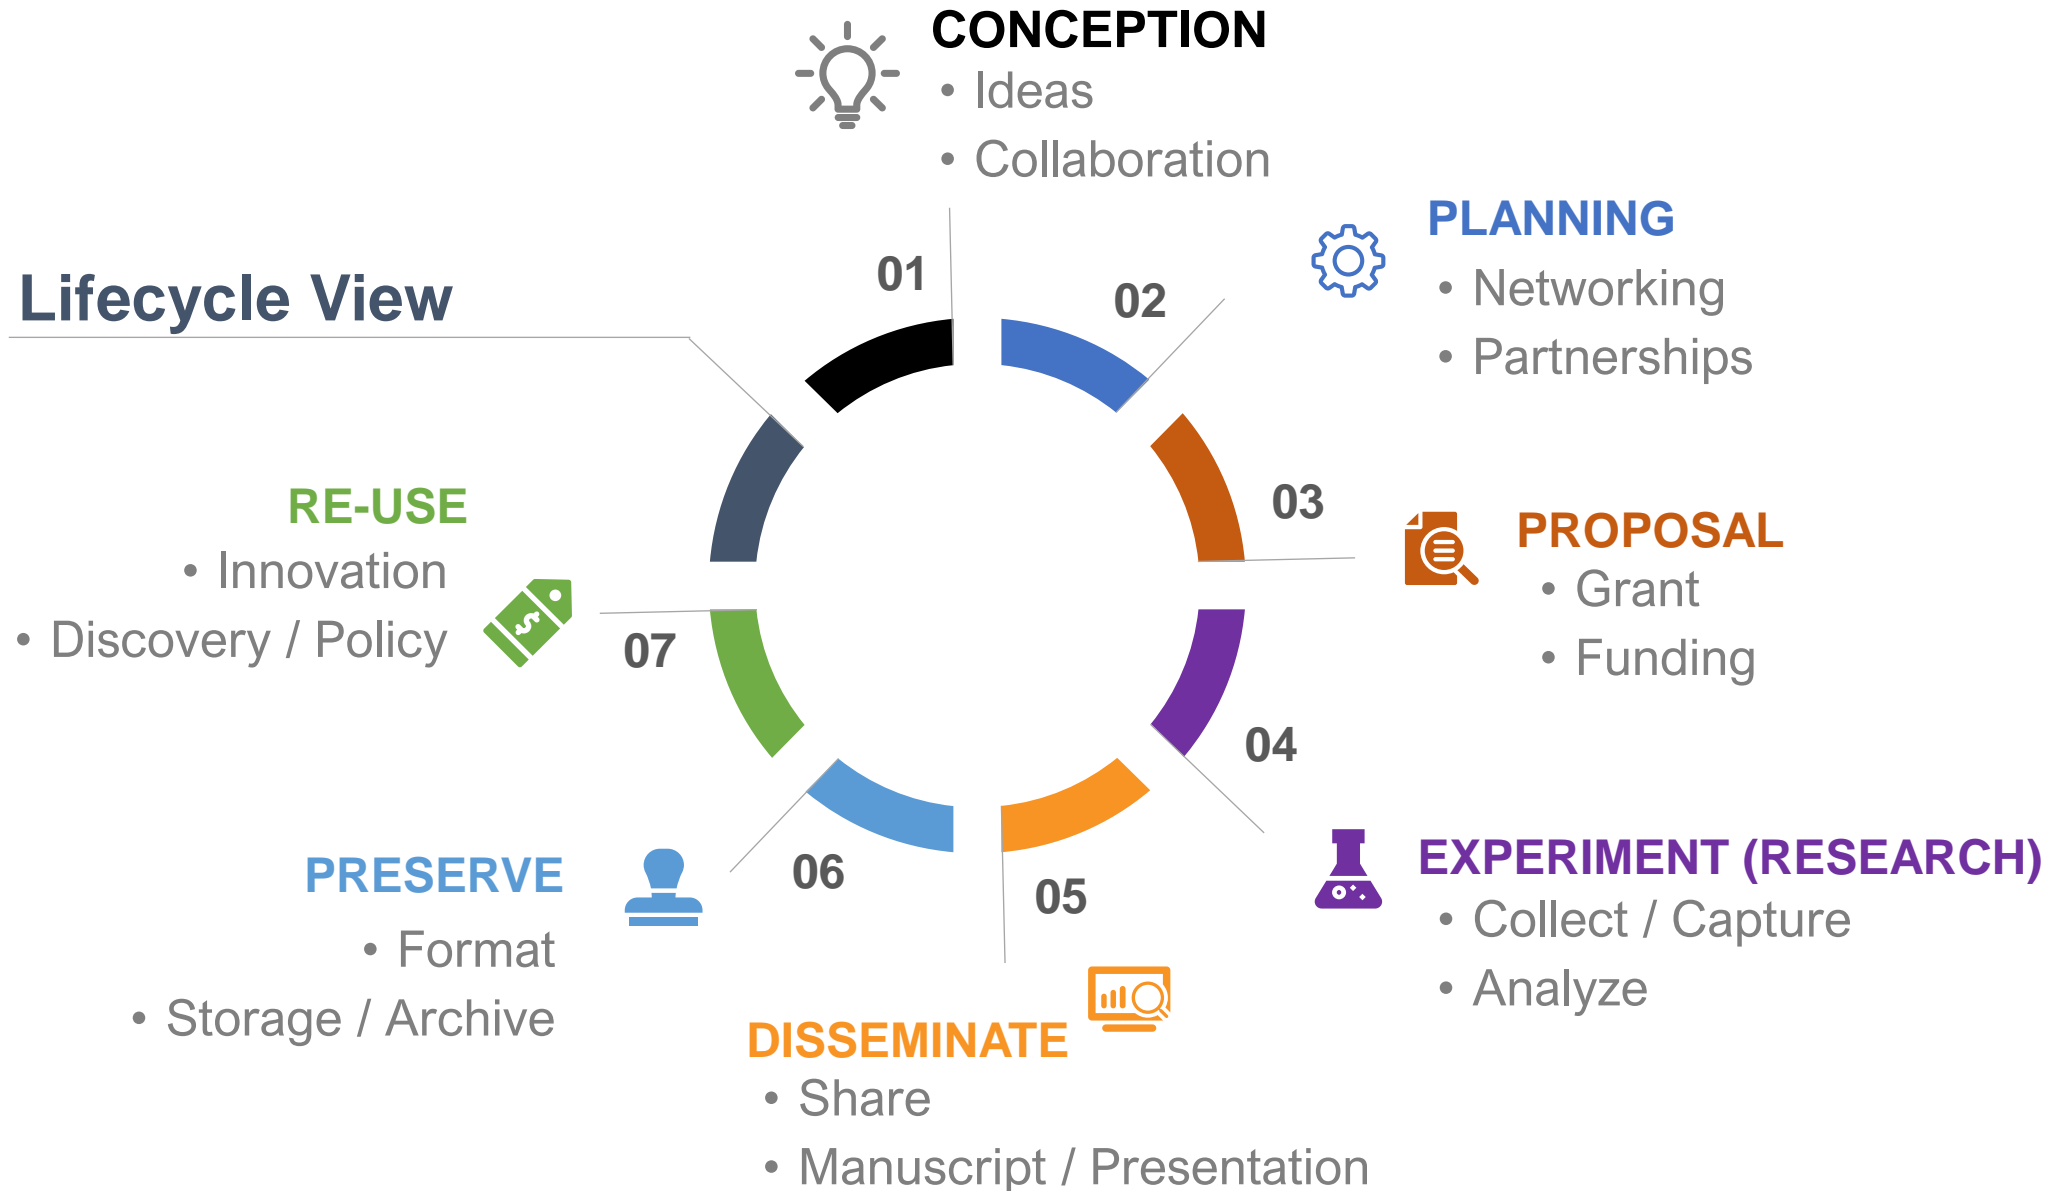 Lifecycle View
01
CONCEPTION
• Ideas
• Collaboration
02
PLANNING
• Networking
• Partnerships
03
PROPOSAL
• Grant
• Funding
04
EXPERIMENT (RESEARCH)
• Collect / Capture
• Analyze
05
DISSEMINATE
• Share
• Manuscript / Presentation
06
PRESERVE
• Format
• Storage / Archive
07
RE-USE
• Innovation
• Discovery / Policy
$